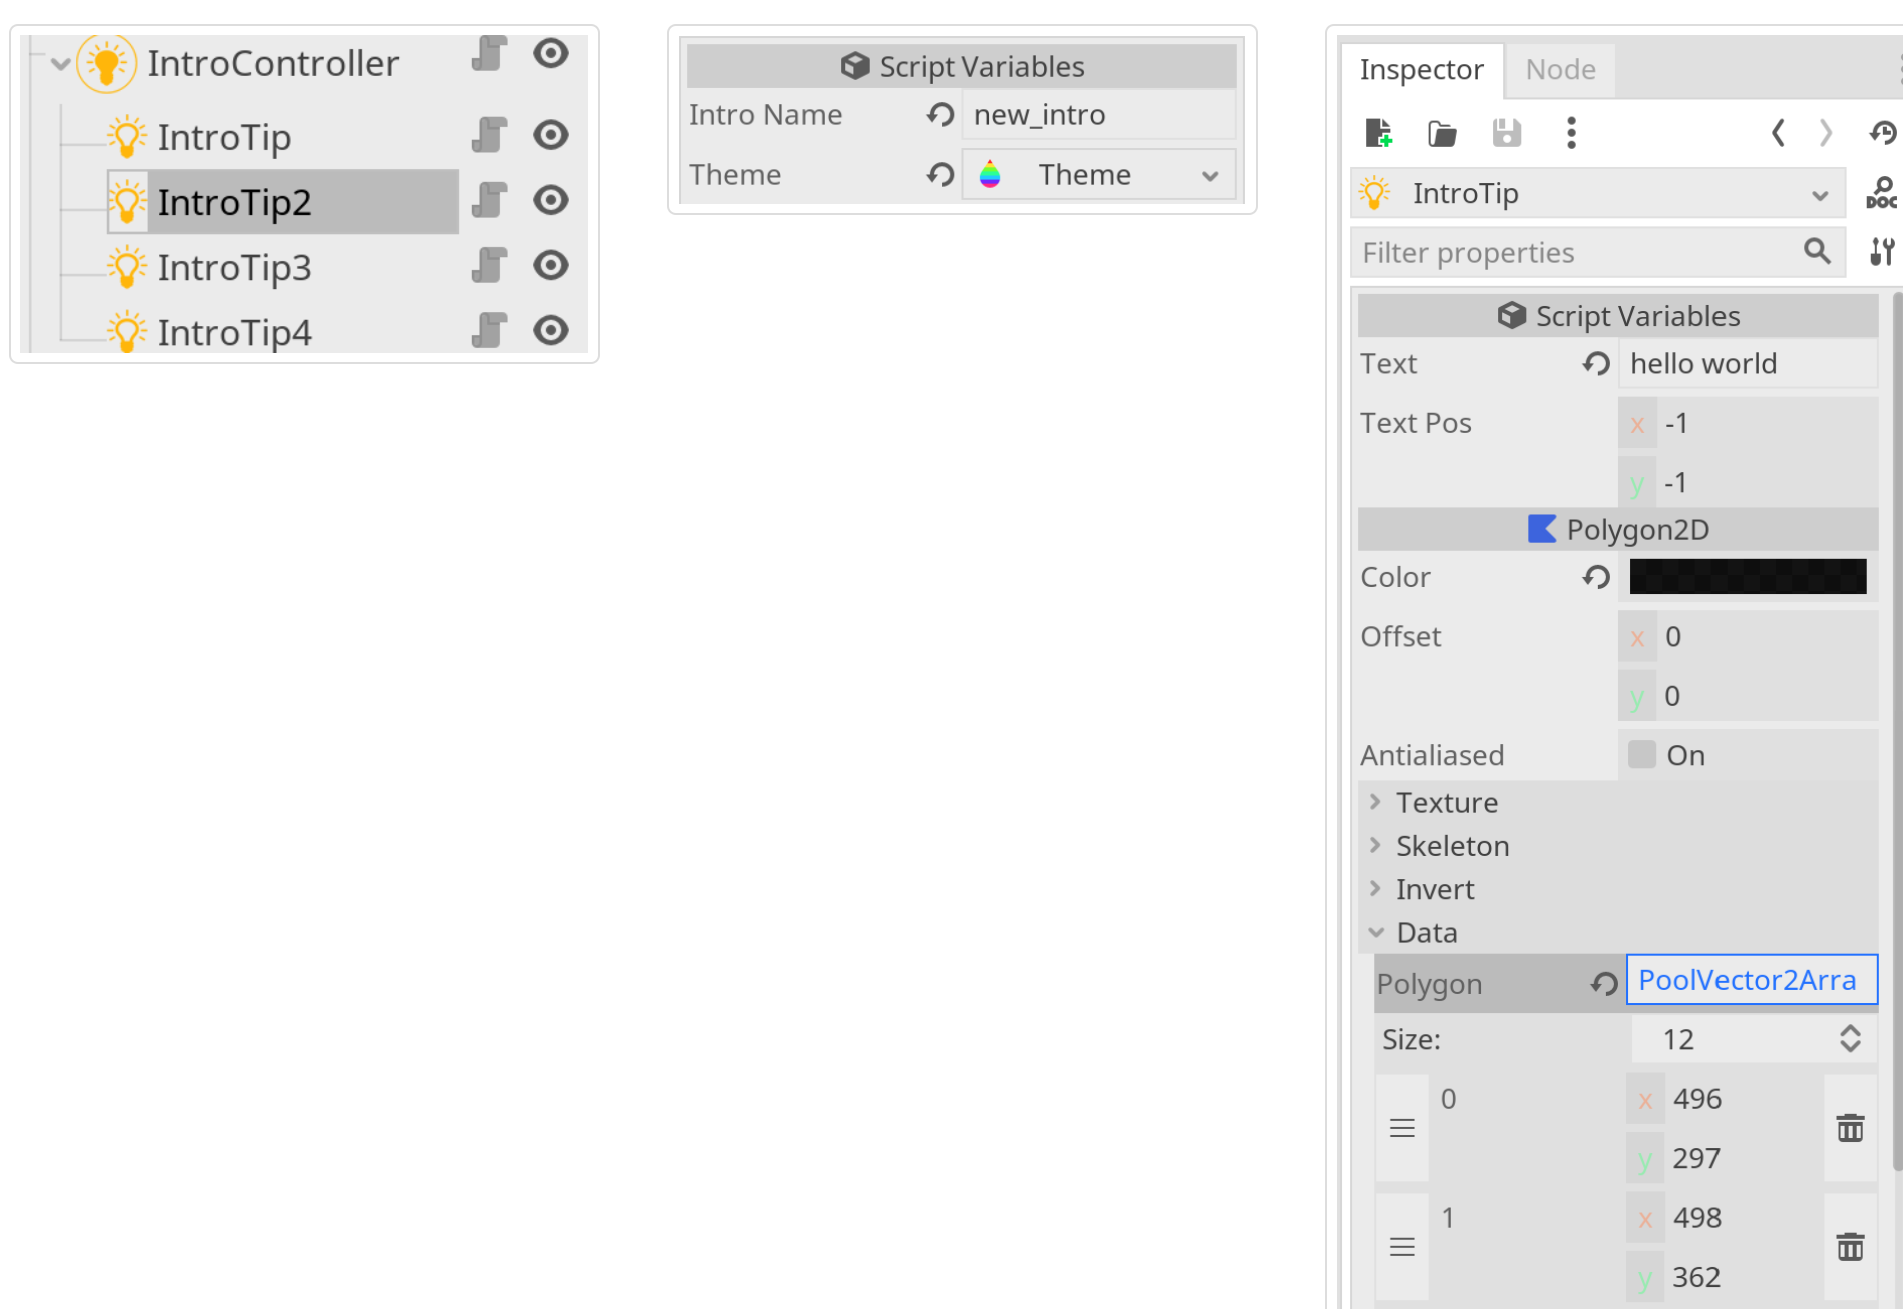 IntroController
IntroTip
IntroTip2
IntroTip3
IntroTip4
Script Variables
Intro Name new_intro
Theme Theme
Inspector Node
IntroTip
DOC
Filter properties
Script Variables
Text hello world
Text Pos x -1
y -1
Polygon2D
Color
Offset x 0
y 0
Antialiased On
Texture
Skeleton
Invert
Data
Polygon PoolVector2Arra
Size: 12
0 x 496
y 297
1 x 498
y 362